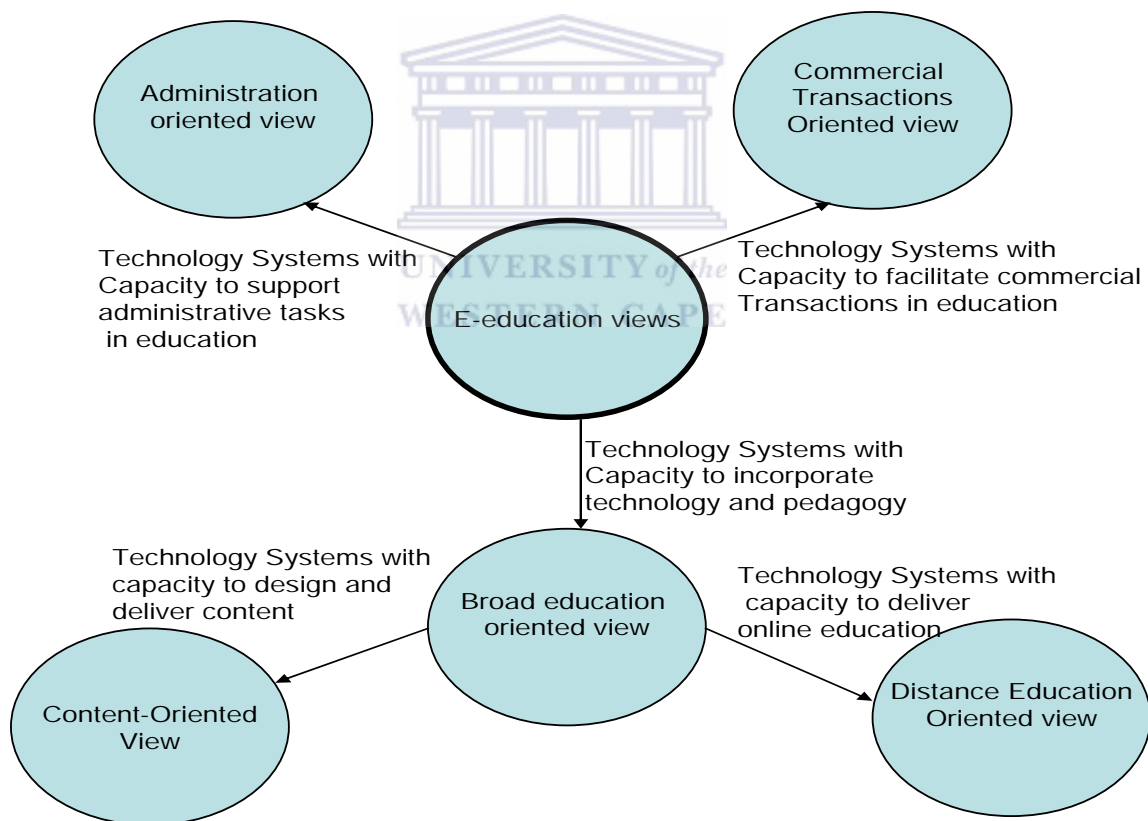 Administration
oriented view
Commercial
Transactions
Oriented view
Technology Systems with
Capacity to support
administrative tasks
in education
Technology Systems with
Capacity to facilitate commercial
Transactions in education
UNIVERSITY of the
WESTERN CAPE
E-education views
Technology Systems with
Capacity to incorporate
technology and pedagogy
Technology Systems with
capacity to design and
deliver content
Broad education
oriented view
Technology Systems with
capacity to deliver
online education
Content-Oriented
View
Distance Education
Oriented view